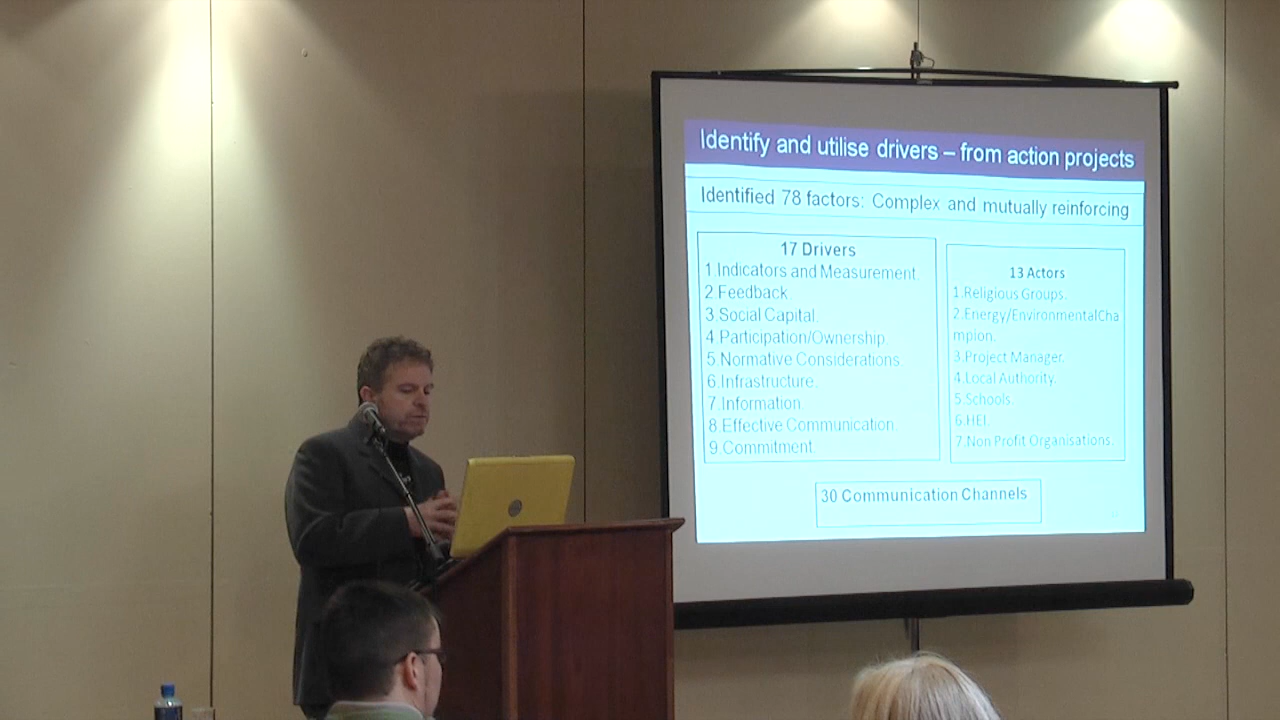 Identify and utilise drivers – from action projects
Identified 78 factors: Complex and mutually reinforcing
17 Drivers
1.Indicators and Measurement.
2.Feedback.
3.Social Capital.
4.Participation/Ownership.
5.Normative Considerations.
6.Infrastructure.
7.Information.
8.Effective Communication.
9.Commitment.
13 Actors
1.Religious Groups.
2.Energy/EnvironmentalCha
mpion.
3.Project Manager.
4.Local Authority.
5.Schools.
6.HEI.
7.Non Profit Organisations.
30 Communication Channels